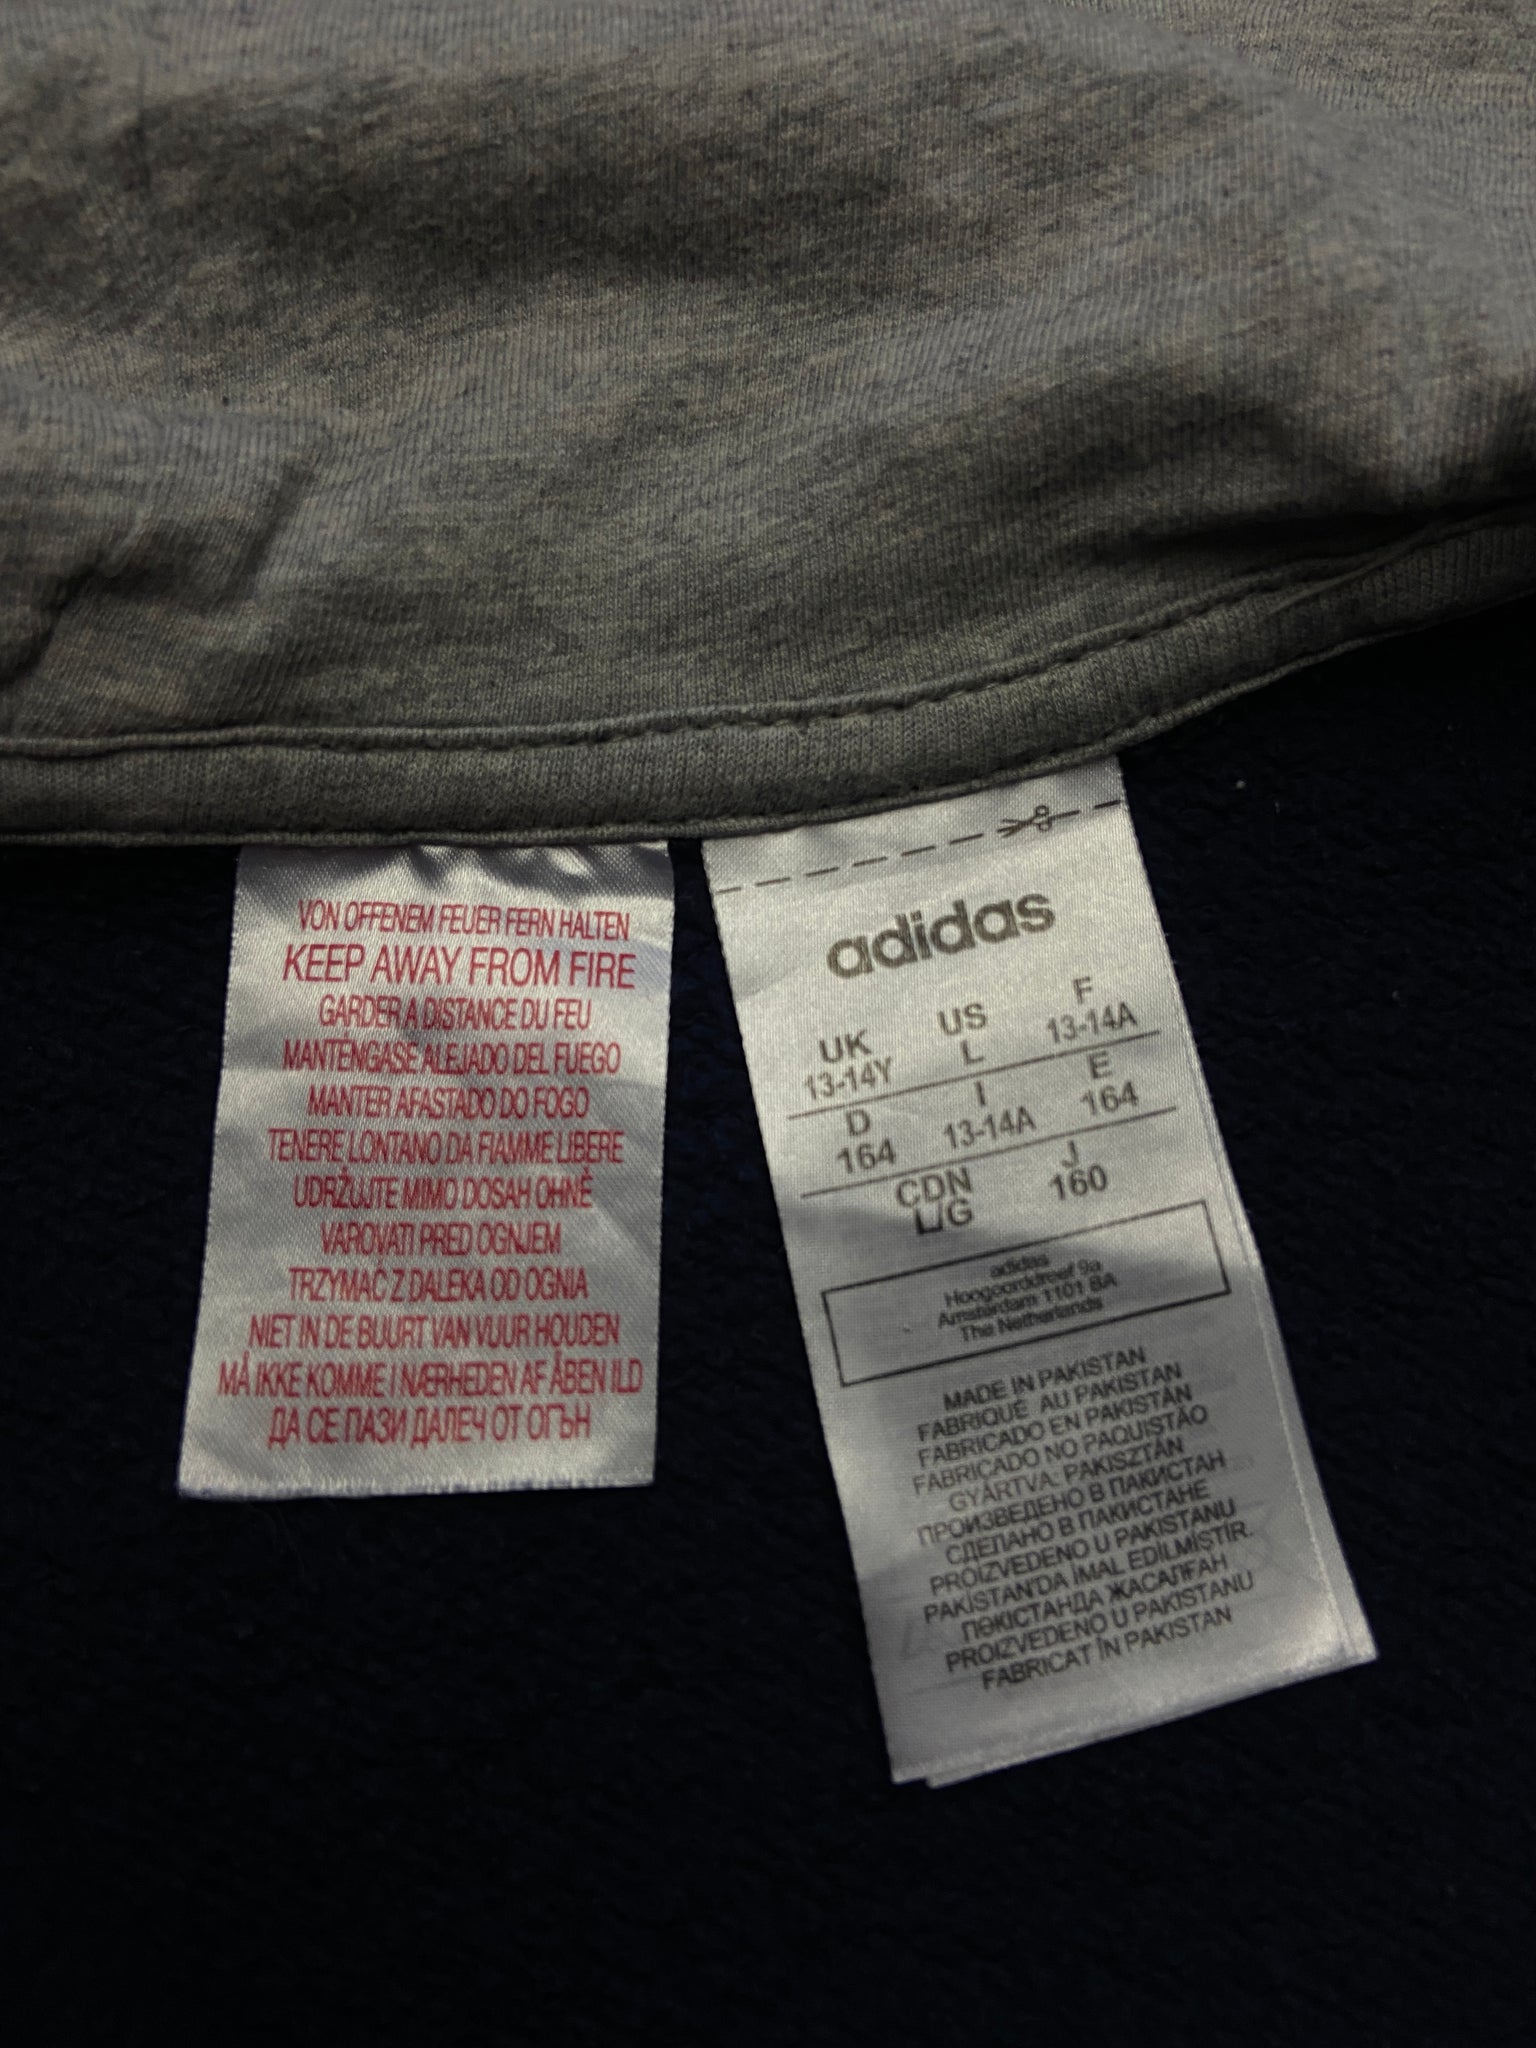 VON OFFENEM FEUER FERN HALTEN
KEEP AWAY FROM FIRE
GARDER A DISTANCE DU FEU
MANTÉNGASE ALEJADO DEL FUEGO
MANTER AFASTADO DO FOGO
TENERE LONTANO DA FIAMME LIBERE
UDRŽUJTE MIMO DOSAH OHNĚ
VAROVATI PRED OGNJEM
TRZYMAĆ Z DALEKA OD OGNIA
NIET IN DE BUURT VAN VUUR HOUDEN
MÅ IKKE KOMME I NÆRHEDEN AF ÅBEN ILD
ДА СЕ ПАЗИ ДАЛЕЧ ОТ ОГЪН
adidas
UK US F
13-14Y L 13-14A
D I E
164 13-14A 164
CDN J
L/G 160
adidas
Hoogoorddreef 9a
Amsterdam 1101 BA
The Netherlands
MADE IN PAKISTAN
FABRIQUÉ AU PAKISTAN
FABRICADO EN PAKISTÁN
FABRICADO NO PAQUISTÃO
GYÁRTVA: PAKISZTÁN
ПРОИЗВЕДЕНО В ПАКИСТАН
СДЕЛАНО В ПАКИСТАНЕ
PROIZVEDENO U PAKISTANU
PAKİSTAN'DA İMAL EDİLMİŞTİR.
ПӘКІСТАНДА ЖАСАЛҒАН
PROIZVEDENO U PAKISTANU
FABRICAT ÎN PAKISTAN